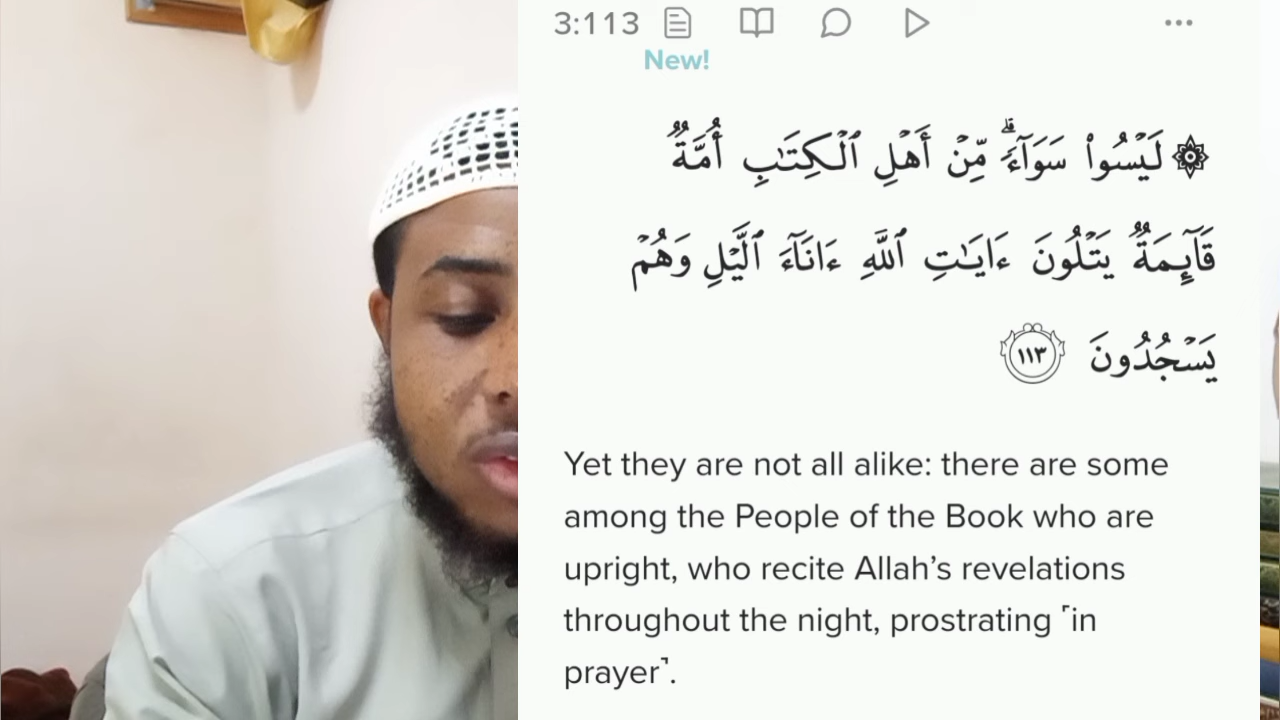 3:113
New!
۞ لَيْسُوا۟ سَوَآءًۭ ۗ مِّنْ أَهْلِ ٱلْكِتَـٰبِ أُمَّةٌۭ
قَآئِمَةٌۭ يَتْلُونَ ءَايَـٰتِ ٱللَّهِ ءَانَآءَ ٱلَّيْلِ وَهُمْ
يَسْجُدُونَ ١١٣
Yet they are not all alike: there are some
among the People of the Book who are
upright, who recite Allah’s revelations
throughout the night, prostrating ˹in
prayer˺.